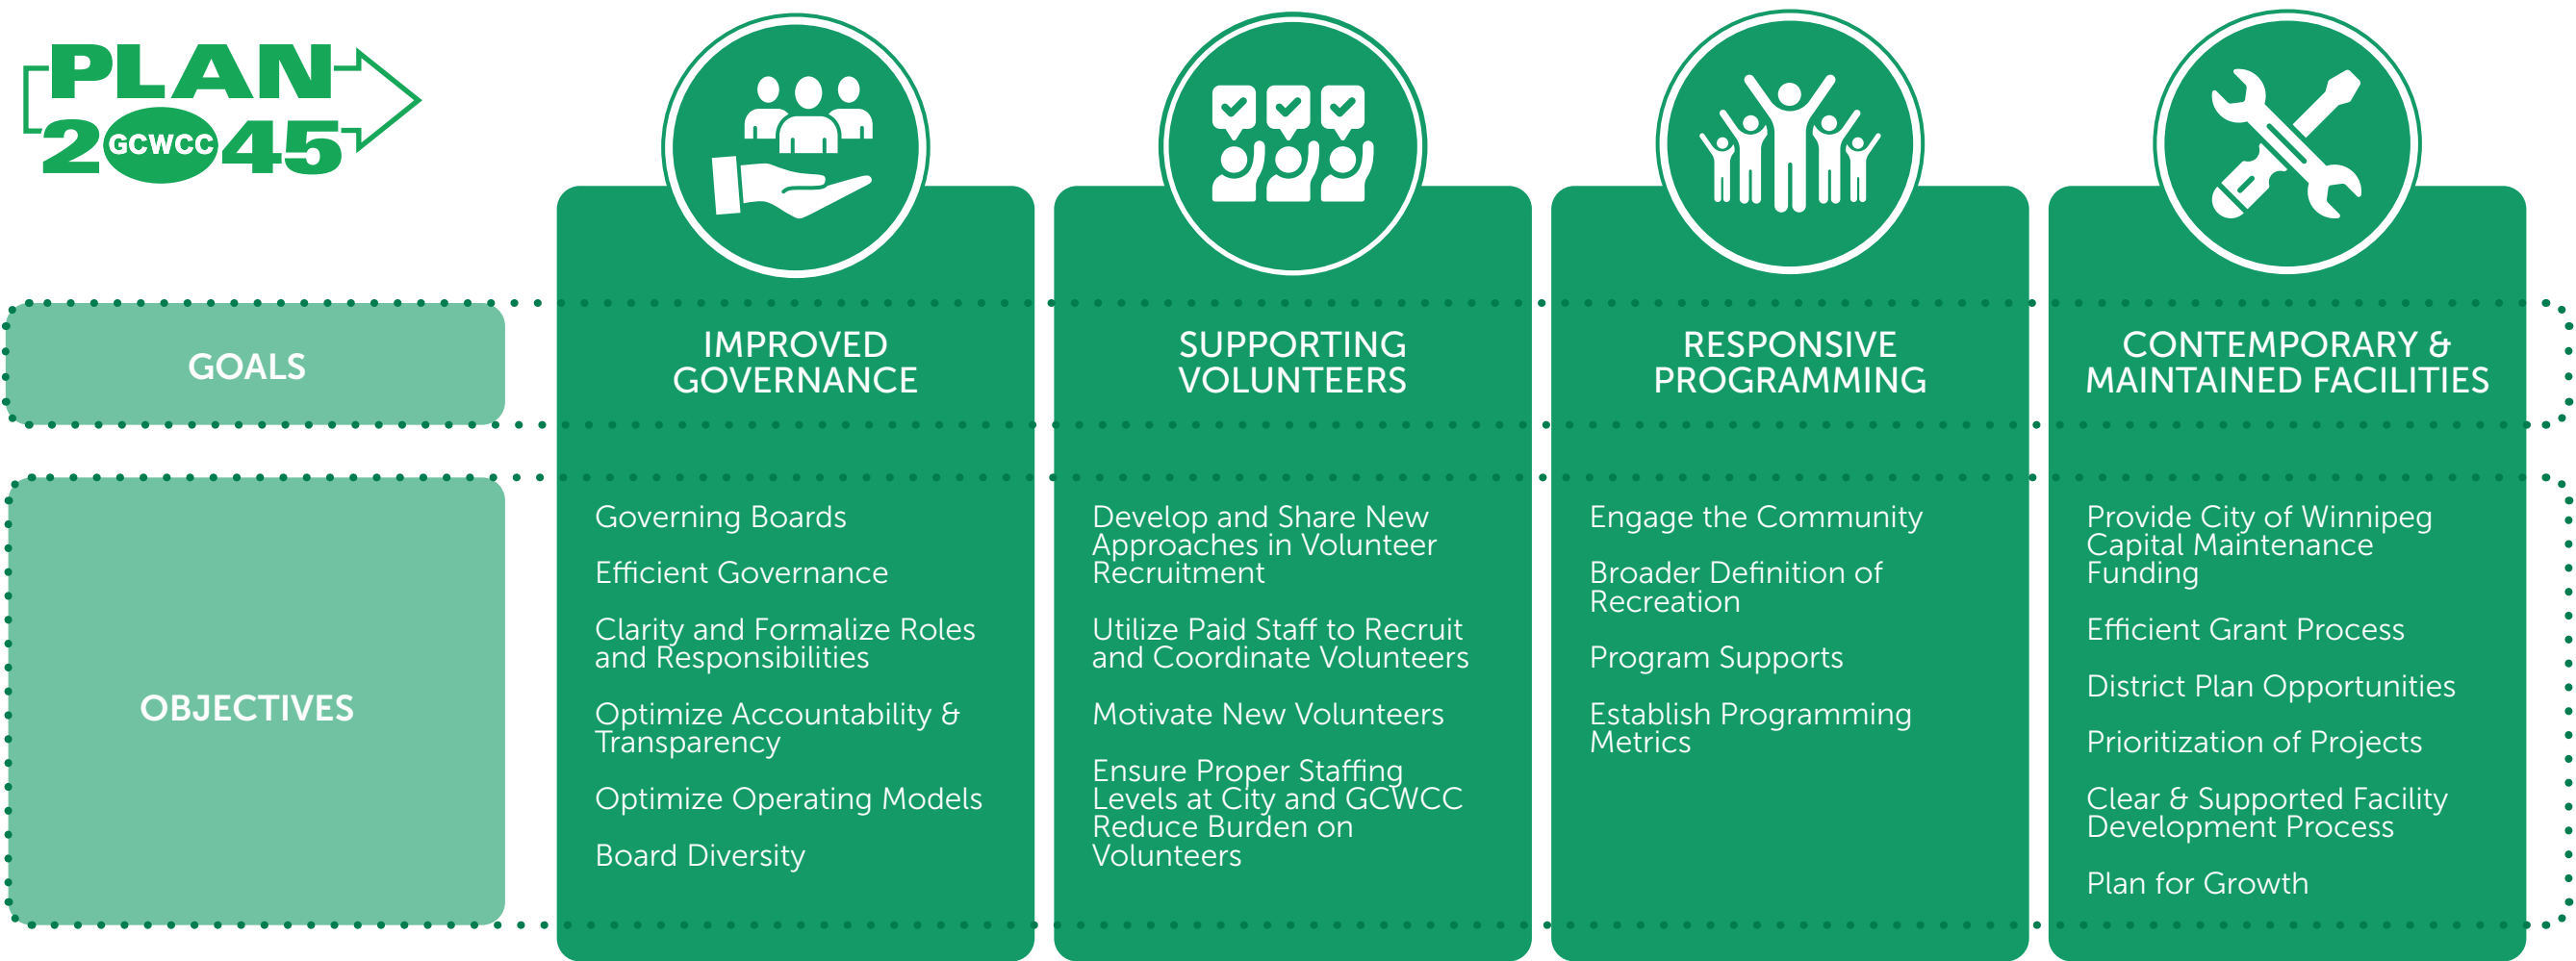 PLAN
2 GCWCC 45
GOALS
IMPROVED
GOVERNANCE
SUPPORTING
VOLUNTEERS
RESPONSIVE
PROGRAMMING
CONTEMPORARY &
MAINTAINED FACILITIES
OBJECTIVES
Governing Boards
Efficient Governance
Clarity and Formalize Roles
and Responsibilities
Optimize Accountability &
Transparency
Optimize Operating Models
Board Diversity
Develop and Share New
Approaches in Volunteer
Recruitment
Utilize Paid Staff to Recruit
and Coordinate Volunteers
Motivate New Volunteers
Ensure Proper Staffing
Levels at City and GCWCC
Reduce Burden on
Volunteers
Engage the Community
Broader Definition of
Recreation
Program Supports
Establish Programming
Metrics
Provide City of Winnipeg
Capital Maintenance
Funding
Efficient Grant Process
District Plan Opportunities
Prioritization of Projects
Clear & Supported Facility
Development Process
Plan for Growth